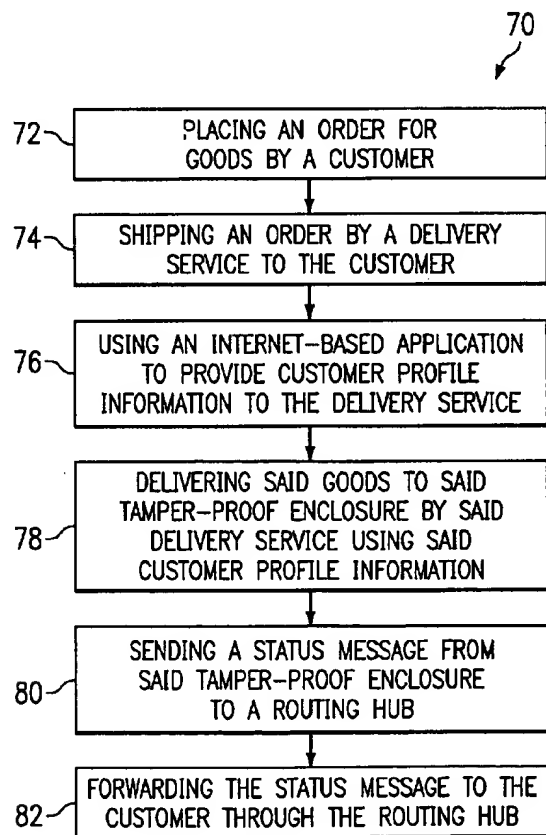 70
72
PLACING AN ORDER FOR
GOODS BY A CUSTOMER
74
SHIPPING AN ORDER BY A DELIVERY
SERVICE TO THE CUSTOMER
76
USING AN INTERNET-BASED APPLICATION
TO PROVIDE CUSTOMER PROFILE
INFORMATION TO THE DELIVERY SERVICE
78
DELIVERING SAID GOODS TO SAID
TAMPER-PROOF ENCLOSURE BY SAID
DELIVERY SERVICE USING SAID
CUSTOMER PROFILE INFORMATION
80
SENDING A STATUS MESSAGE FROM
SAID TAMPER-PROOF ENCLOSURE
TO A ROUTING HUB
82
FORWARDING THE STATUS MESSAGE TO THE
CUSTOMER THROUGH THE ROUTING HUB